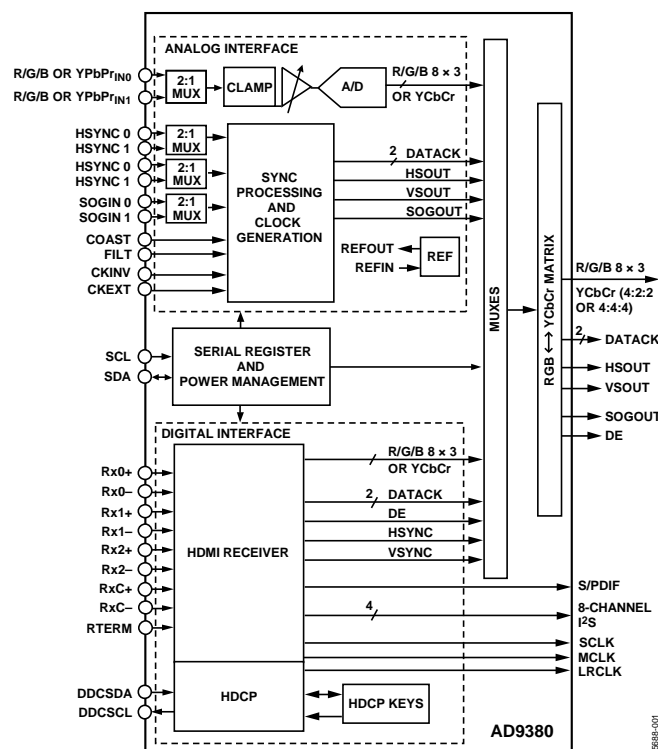 ANALOG INTERFACE
R/G/B OR YPbPrIN0
R/G/B OR YPbPrIN1
2:1
MUX
CLAMP
A/D
R/G/B 8 × 3
OR YCbCr
HSYNC 0
HSYNC 1
2:1
MUX
HSYNC 0
HSYNC 1
2:1
MUX
SOGIN 0
SOGIN 1
2:1
MUX
COAST
FILT
CKINV
CKEXT
SYNC
PROCESSING
AND
CLOCK
GENERATION
2
DATACK
HSOUT
VSOUT
SOGOUT
REFOUT
REFIN
REF
MUXES
RGB ↔ YCbCr MATRIX
R/G/B 8 × 3
YCbCr (4:2:2
OR 4:4:4)
2
DATACK
HSOUT
VSOUT
SOGOUT
DE
SCL
SDA
SERIAL REGISTER
AND
POWER MANAGEMENT
DIGITAL INTERFACE
Rx0+
Rx0–
Rx1+
Rx1–
Rx2+
Rx2–
RxC+
RxC–
RTERM
HDMI RECEIVER
R/G/B 8 × 3
OR YCbCr
2
DATACK
DE
HSYNC
VSYNC
S/PDIF
4
8-CHANNEL
I2S
SCLK
MCLK
LRCLK
DDCSDA
DDCSCL
HDCP
HDCP KEYS
AD9380